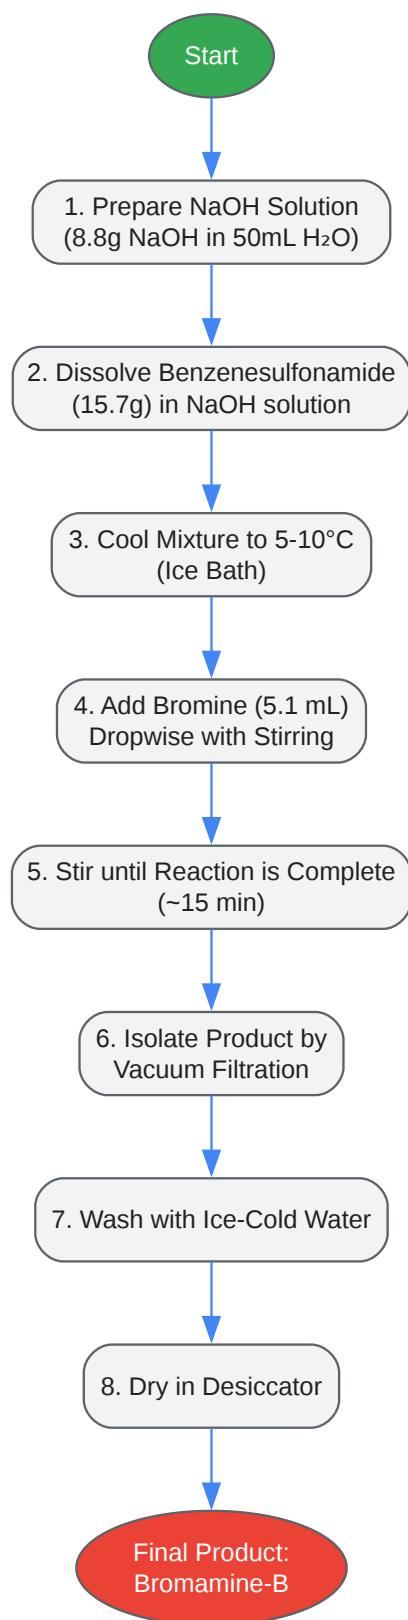 Start
1. Prepare NaOH Solution
(8.8g NaOH in 50mL H₂O)
2. Dissolve Benzenesulfonamide
(15.7g) in NaOH solution
3. Cool Mixture to 5-10°C
(Ice Bath)
4. Add Bromine (5.1 mL)
Dropwise with Stirring
5. Stir until Reaction is Complete
(~15 min)
6. Isolate Product by
Vacuum Filtration
7. Wash with Ice-Cold Water
8. Dry in Desiccator
Final Product:
Bromamine-B